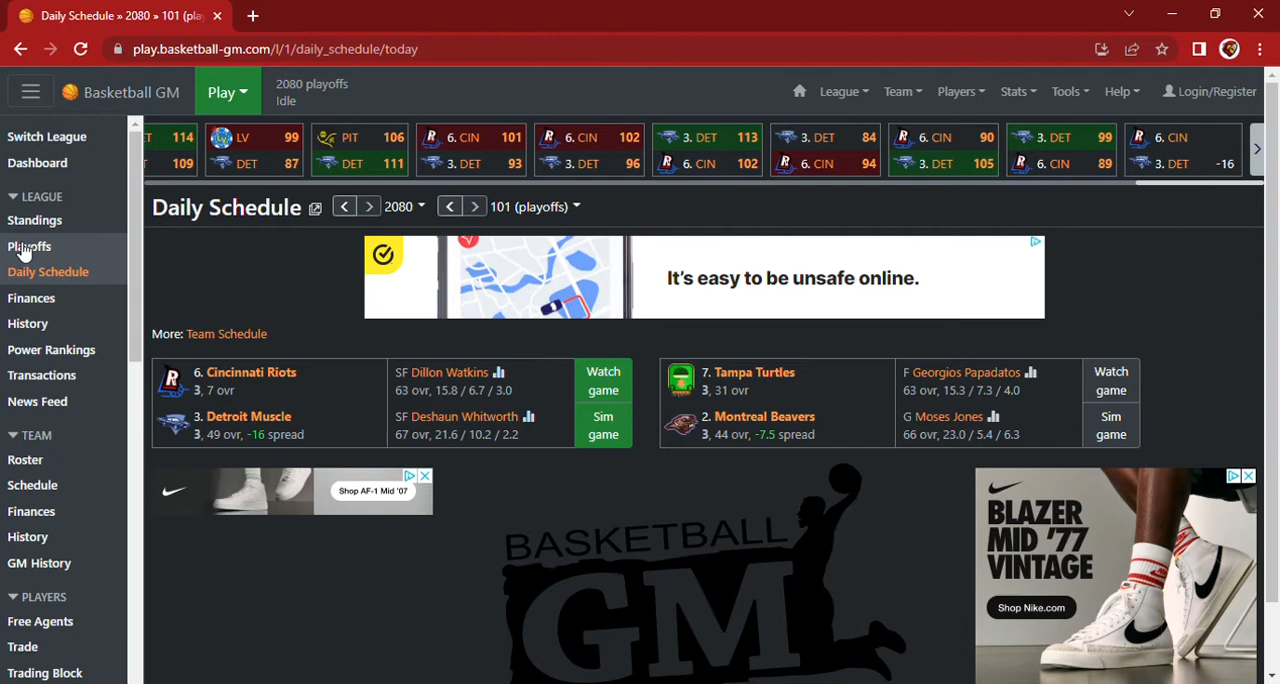 Daily Schedule » 2080 » 101 (pla
play.basketball-gm.com/l/1/daily_schedule/today
Basketball GM
Play
2080 playoffs
Idle
League
Team
Players
Stats
Tools
Help
Login/Register
Switch League
Dashboard
LEAGUE
Standings
Playoffs
Daily Schedule
Finances
History
Power Rankings
Transactions
News Feed
TEAM
Roster
Schedule
Finances
History
GM History
PLAYERS
Free Agents
Trade
Trading Block
ET 114
109
LV 99
DET 87
PIT 106
DET 111
6. CIN 101
3. DET 93
6. CIN 102
3. DET 96
3. DET 113
6. CIN 102
3. DET 84
6. CIN 94
6. CIN 90
3. DET 105
3. DET 99
6. CIN 89
6. CIN
3. DET -16
Daily Schedule
2080
101 (playoffs)
It's easy to be unsafe online.
More: Team Schedule
6. Cincinnati Riots
3, 7 ovr
SF Dillon Watkins
63 ovr, 15.8 / 6.7 / 3.0
Watch
game
3. Detroit Muscle
3, 49 ovr, -16 spread
SF Deshaun Whitworth
67 ovr, 21.6 / 10.2 / 2.2
Sim
game
7. Tampa Turtles
3, 31 ovr
F Georgios Papadatos
63 ovr, 15.3 / 7.3 / 4.0
Watch
game
2. Montreal Beavers
3, 44 ovr, -7.5 spread
G Moses Jones
66 ovr, 23.0 / 5.4 / 6.3
Sim
game
Shop AF-1 Mid '07
BASKETBALL
GM
BLAZER
MID '77
VINTAGE
Shop Nike.com